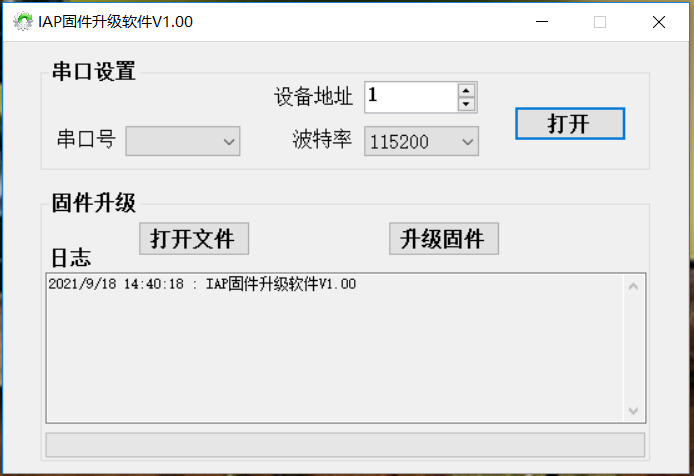 IAP固件升级软件V1.00
串口设置
设备地址 1
打开
串口号 波特率 115200
固件升级
打开文件 升级固件
日志
2021/9/18 14:40:18 : IAP固件升级软件V1.00